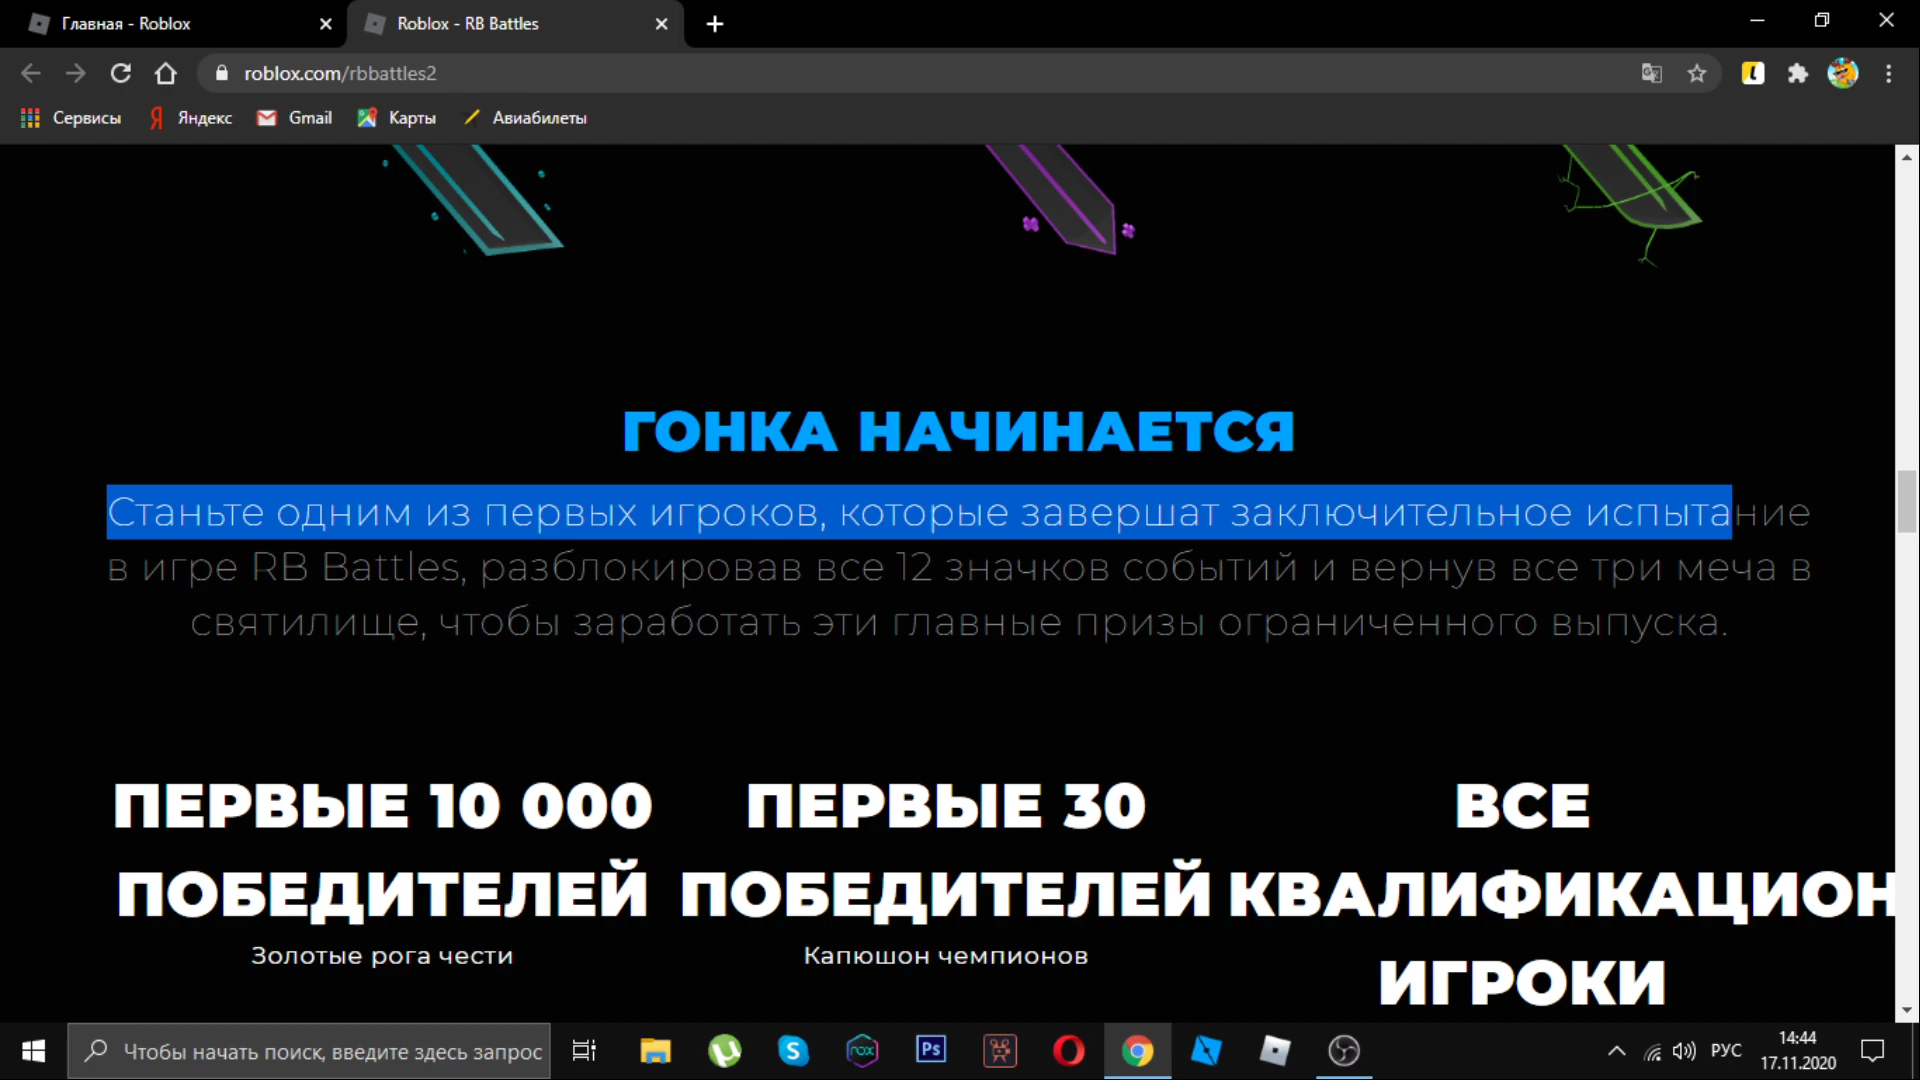 Главная - Roblox
Roblox - RB Battles
roblox.com/rbbattles2
Сервисы
Яндекс
Gmail
Карты
Авиабилеты
ГОНКА НАЧИНАЕТСЯ
Станьте одним из первых игроков, которые завершат заключительное испытание
в игре RB Battles, разблокировав все 12 значков событий и вернув все три меча в
святилище, чтобы заработать эти главные призы ограниченного выпуска.
ПЕРВЫЕ 10 000
ПОБЕДИТЕЛЕЙ
Золотые рога чести
ПЕРВЫЕ 30
ПОБЕДИТЕЛЕЙ
Капюшон чемпионов
ВСЕ
КВАЛИФИКАЦИОН
ИГРОКИ
Чтобы начать поиск, введите здесь запрос
nox
Ps
РУС
14:44
17.11.2020